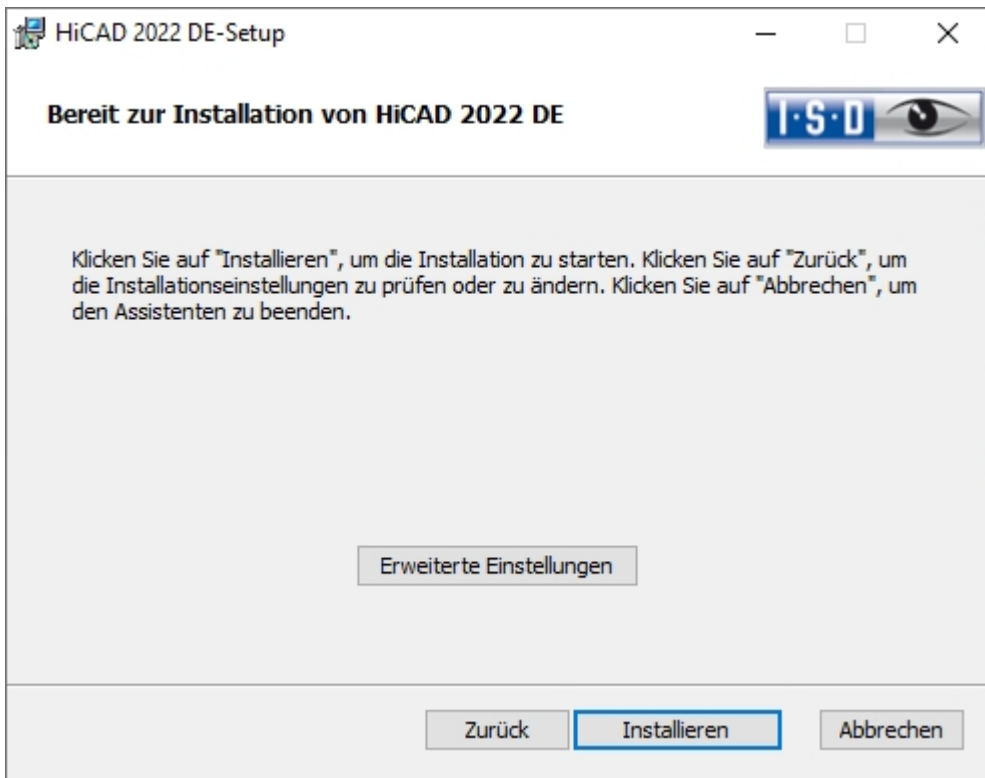 HiCAD 2022 DE-Setup
Bereit zur Installation von HiCAD 2022 DE
I·S·D
Klicken Sie auf "Installieren", um die Installation zu starten. Klicken Sie auf "Zurück", um
die Installationseinstellungen zu prüfen oder zu ändern. Klicken Sie auf "Abbrechen", um
den Assistenten zu beenden.
Erweiterte Einstellungen
Zurück Installieren Abbrechen